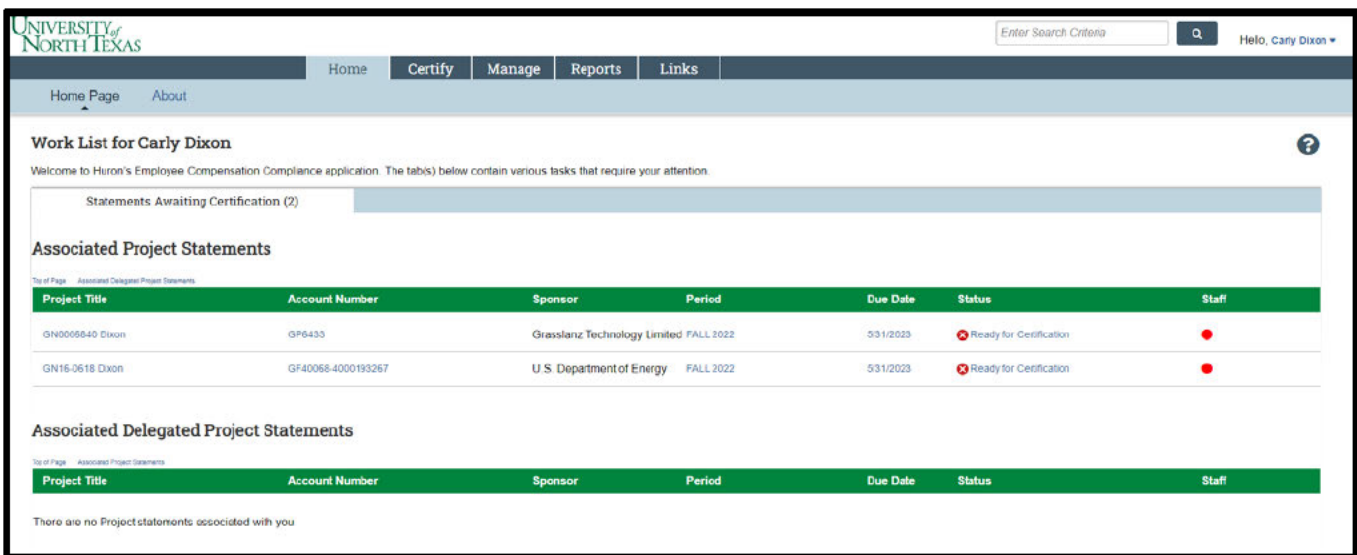 UNIVERSITY of
NORTH TEXAS
Enter Search Criteria
Hello, Carly Dixon
Home Certify Manage Reports Links
Home Page About
Work List for Carly Dixon
?
Welcome to Huron's Employee Compensation Compliance application. The tab(s) below contain various tasks that require your attention.
Statements Awaiting Certification (2)
Associated Project Statements
Top of Page Associated Delegated Project Statements
Project Title Account Number Sponsor Period Due Date Status Staff
GN0006840 Dixon GP6433 Grasslanz Technology Limited FALL 2022 5/31/2023 Ready for Certification
GN16-0618 Dixon GF40068-4000193267 U.S. Department of Energy FALL 2022 5/31/2023 Ready for Certification
Associated Delegated Project Statements
Top of Page Associated Project Statements
Project Title Account Number Sponsor Period Due Date Status Staff
There are no Project statements associated with you